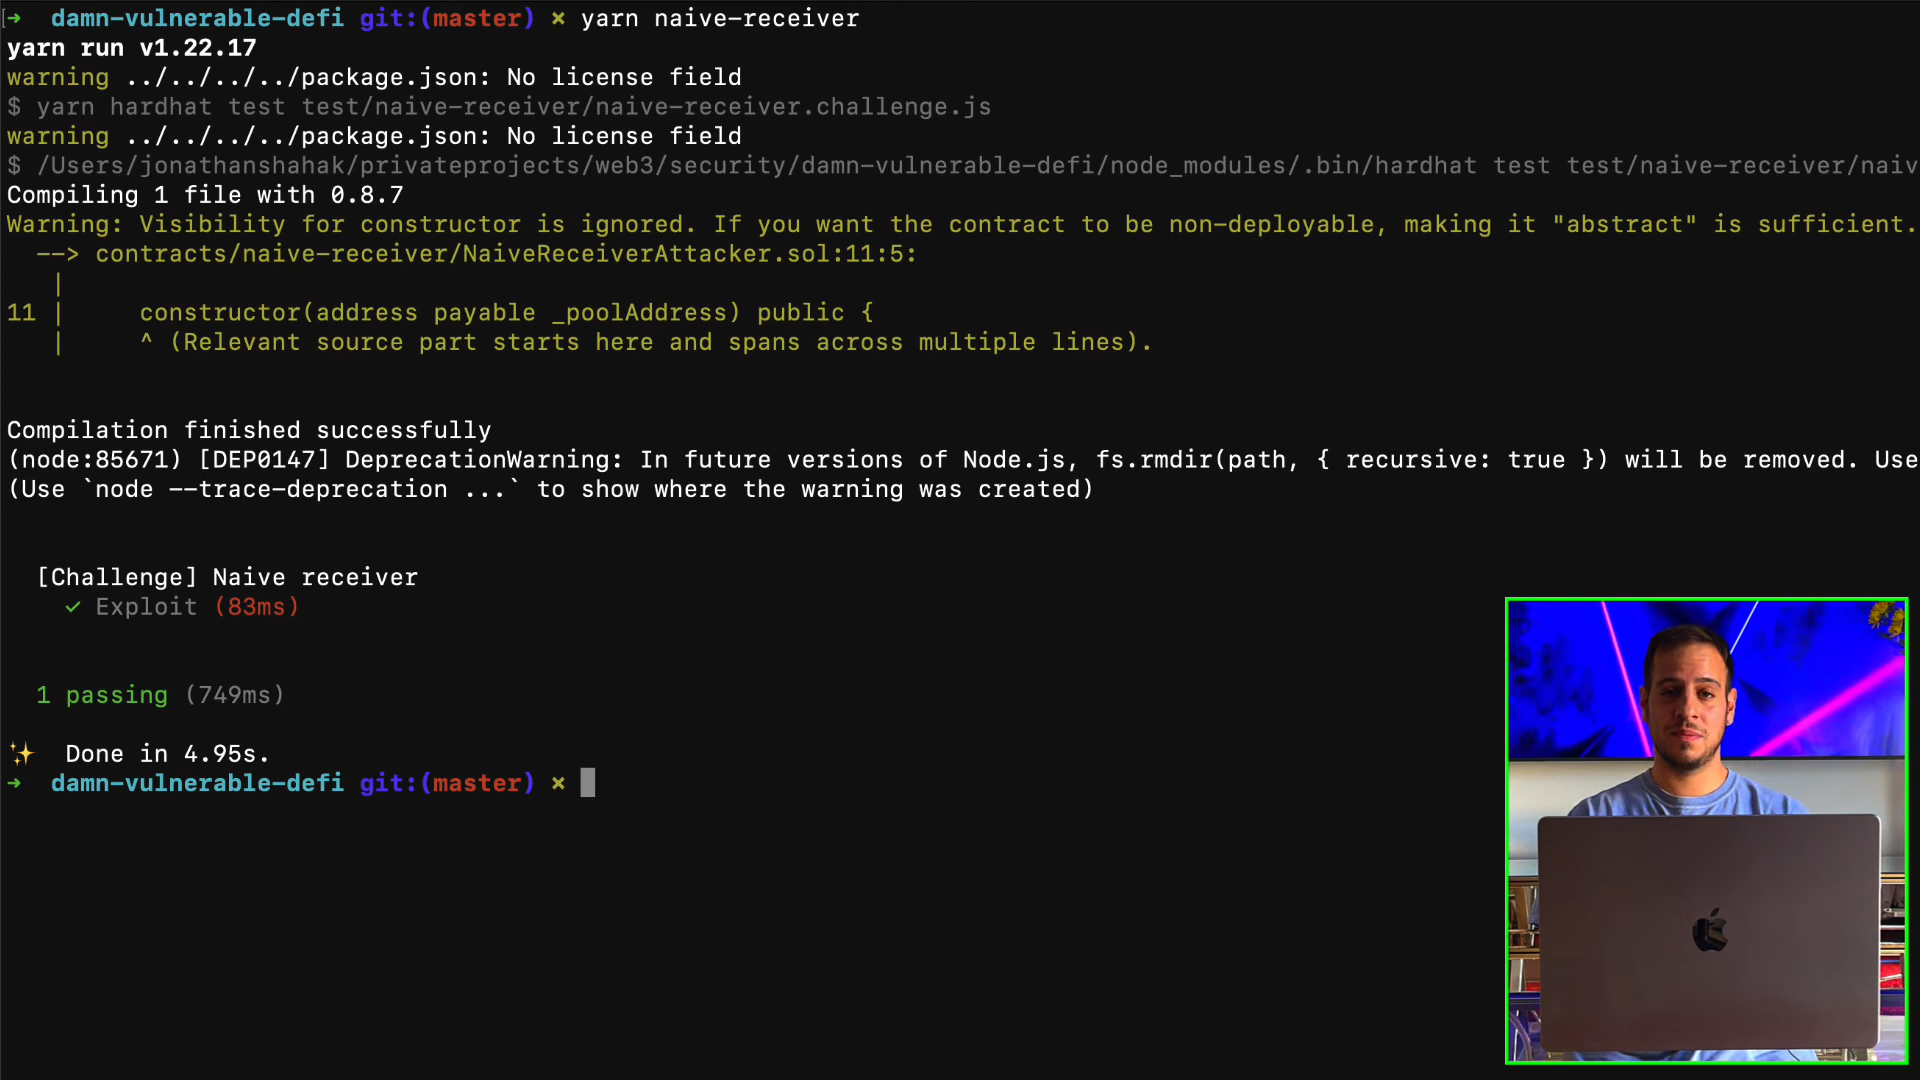 → damn-vulnerable-defi git:(master) × yarn naive-receiver
yarn run v1.22.17
warning ../../../../package.json: No license field
$ yarn hardhat test test/naive-receiver/naive-receiver.challenge.js
warning ../../../../package.json: No license field
$ /Users/jonathanshahak/privateprojects/web3/security/damn-vulnerable-defi/node_modules/.bin/hardhat test test/naive-receiver/naiv
Compiling 1 file with 0.8.7
Warning: Visibility for constructor is ignored. If you want the contract to be non-deployable, making it "abstract" is sufficient.
--> contracts/naive-receiver/NaiveReceiverAttacker.sol:11:5:
|
11 | constructor(address payable _poolAddress) public {
| ^ (Relevant source part starts here and spans across multiple lines).
Compilation finished successfully
(node:85671) [DEP0147] DeprecationWarning: In future versions of Node.js, fs.rmdir(path, { recursive: true }) will be removed. Use
(Use `node --trace-deprecation ...` to show where the warning was created)
[Challenge] Naive receiver
✓ Exploit (83ms)
1 passing (749ms)
✨ Done in 4.95s.
→ damn-vulnerable-defi git:(master) ×